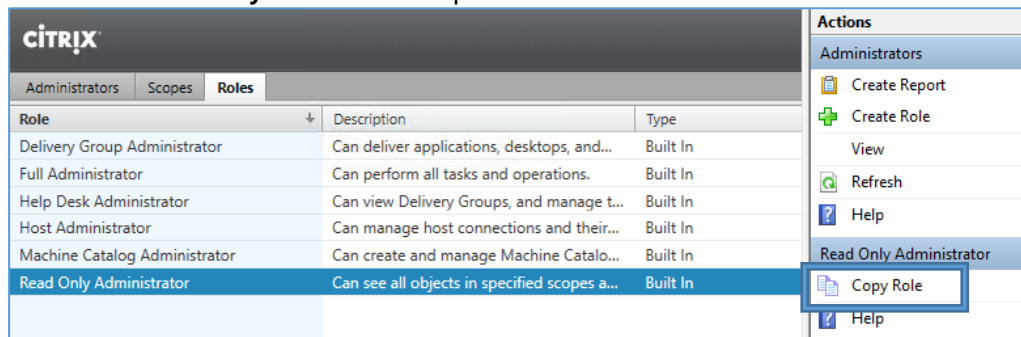 CITRIX
Administrators Scopes Roles
Role Description Type
Delivery Group Administrator Can deliver applications, desktops, and... Built In
Full Administrator Can perform all tasks and operations. Built In
Help Desk Administrator Can view Delivery Groups, and manage t... Built In
Host Administrator Can manage host connections and their... Built In
Machine Catalog Administrator Can create and manage Machine Catalo... Built In
Read Only Administrator Can see all objects in specified scopes a... Built In
Actions
Administrators
Create Report
Create Role
View
Refresh
Help
Read Only Administrator
Copy Role
Help